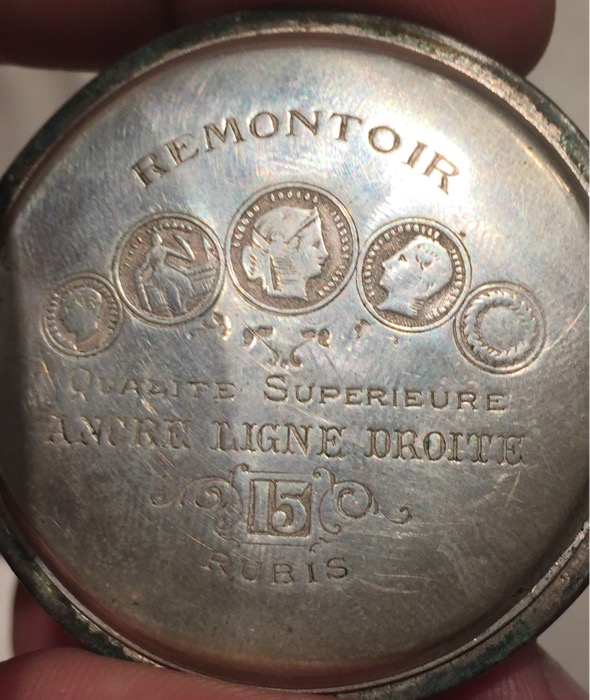 REMONTOIR
QUALITE SUPERIEURE
ANCRE LIGNE DROITE
15
RUBIS